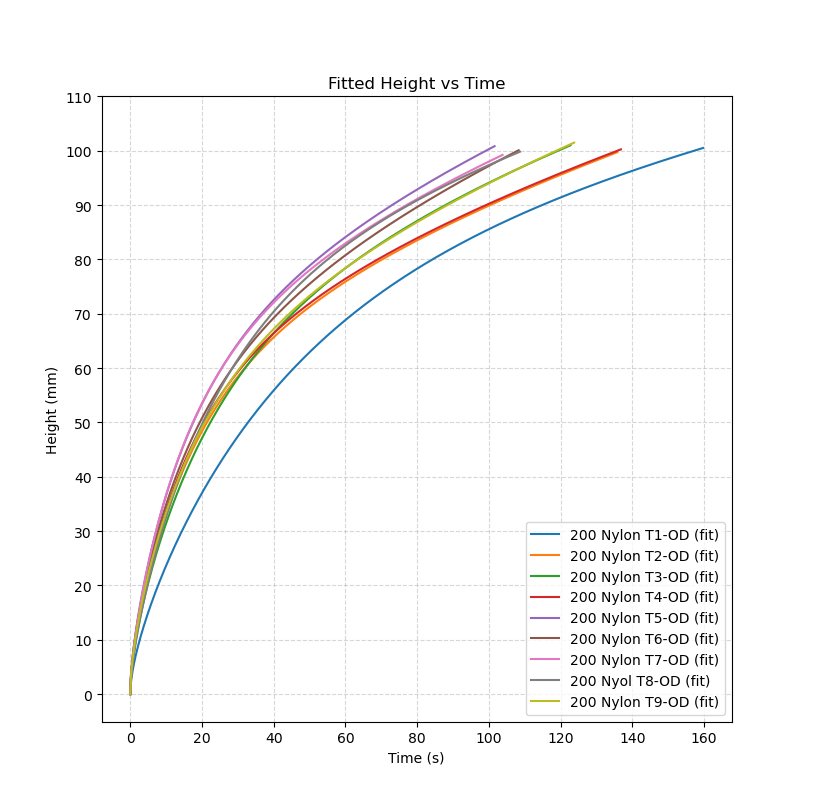 Fitted Height vs Time
110
100
90
80
70
60
50
40
30
20
10
0
Height (mm)
0 20 40 60 80 100 120 140 160
Time (s)
200 Nylon T1-OD (fit)
200 Nylon T2-OD (fit)
200 Nylon T3-OD (fit)
200 Nylon T4-OD (fit)
200 Nylon T5-OD (fit)
200 Nylon T6-OD (fit)
200 Nylon T7-OD (fit)
200 Nyol T8-OD (fit)
200 Nylon T9-OD (fit)